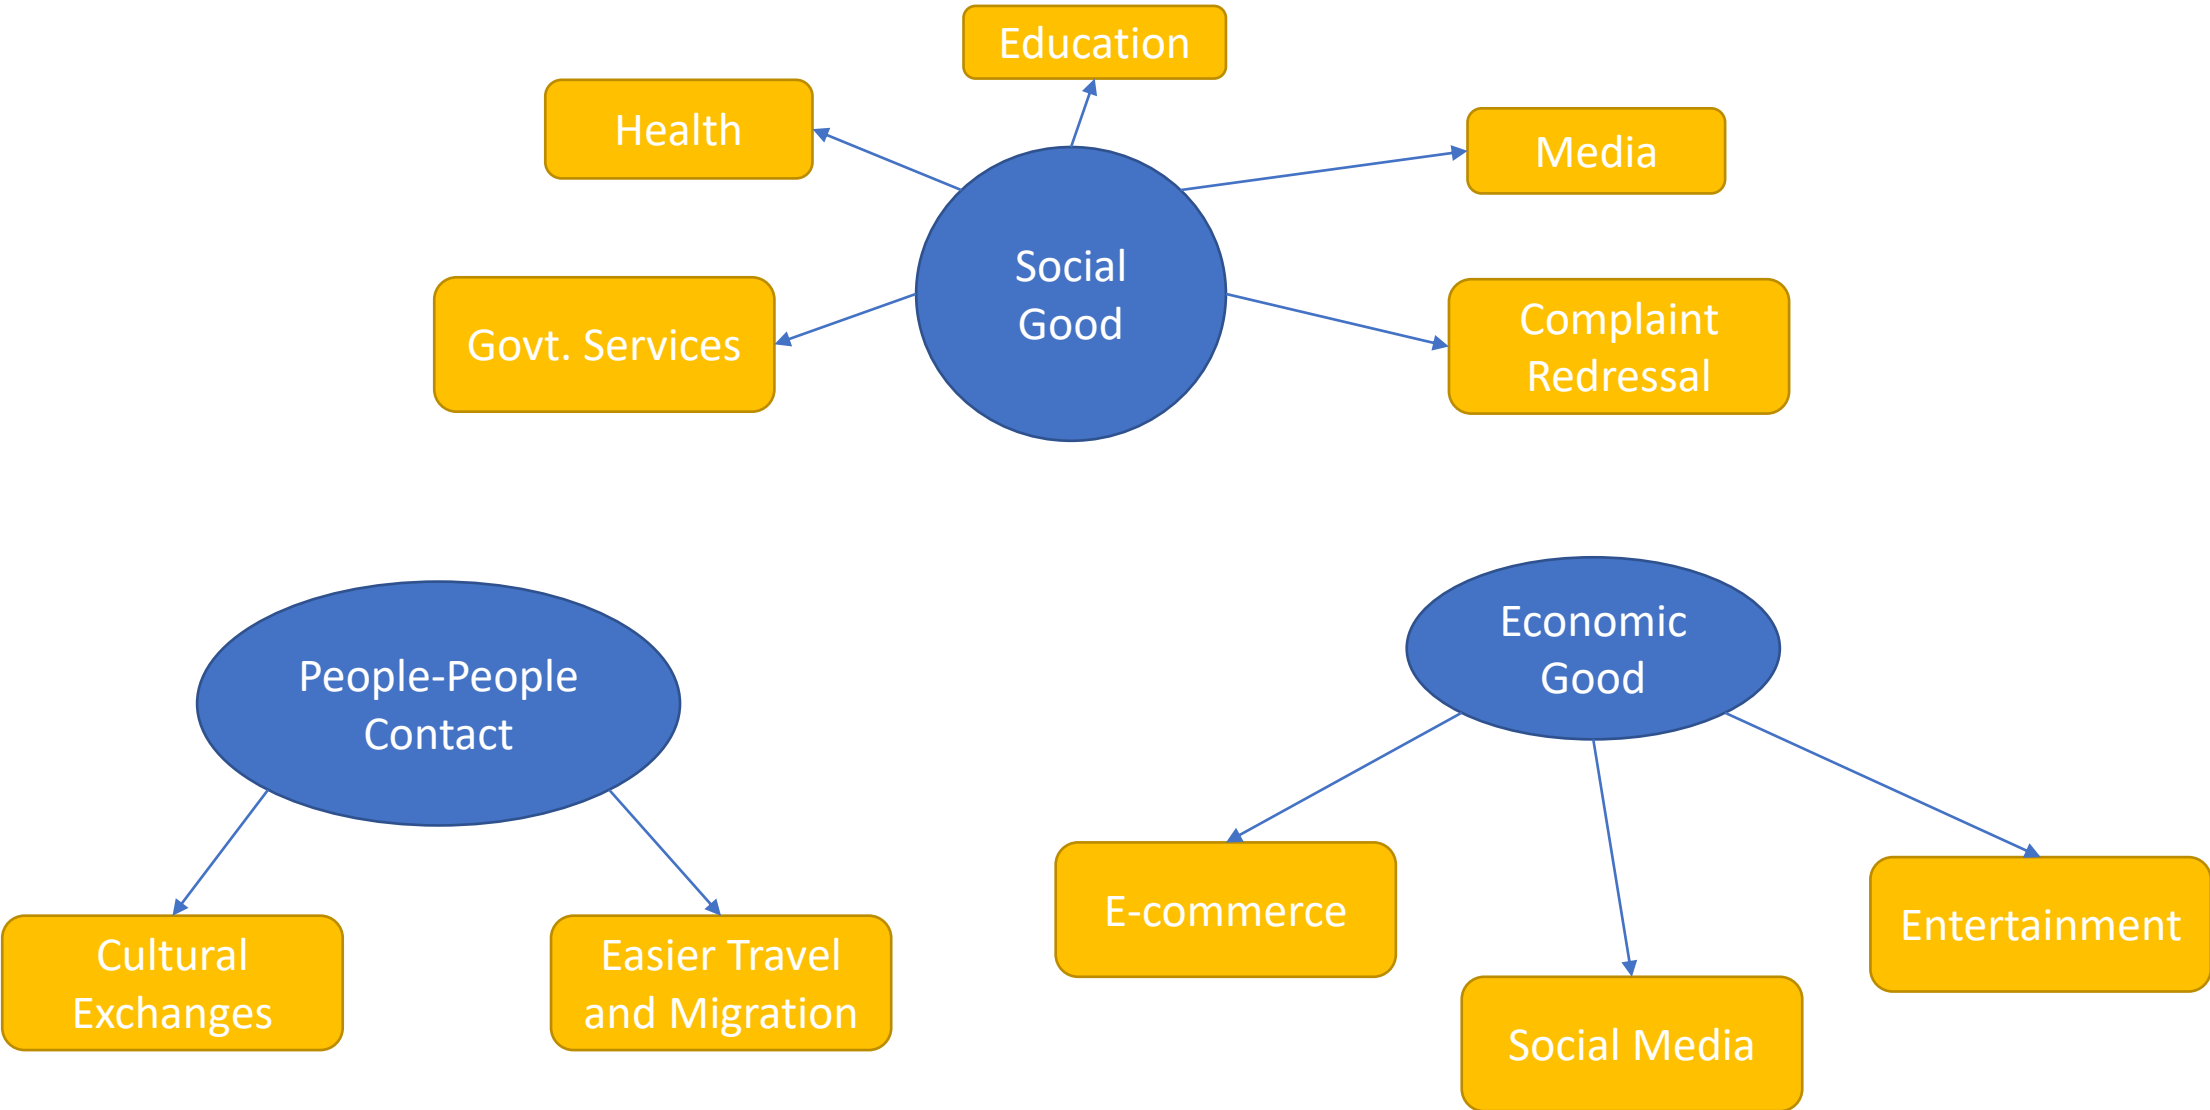 Education
Health
Media
Social
Good
Govt. Services
Complaint
Redressal
People-People
Contact
Economic
Good
Cultural
Exchanges
Easier Travel
and Migration
E-commerce
Social Media
Entertainment